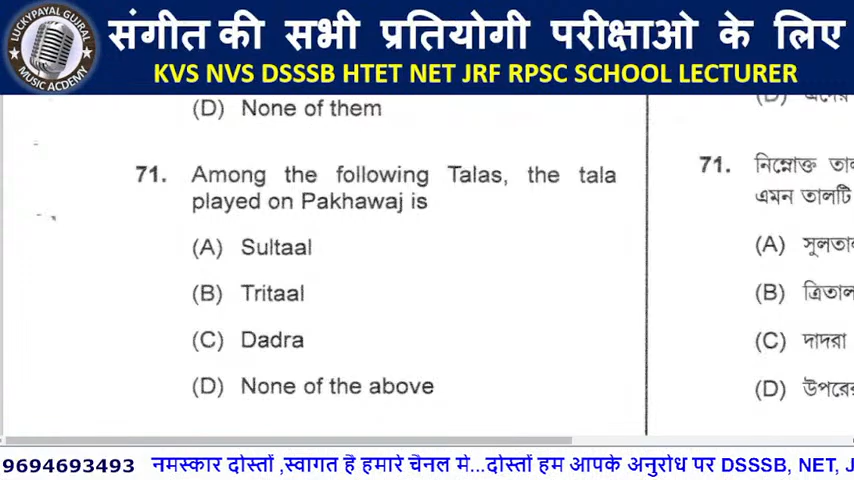 LUCKYPAYAL GUJRAL
MUSIC ACDEMY
संगीत की सभी प्रतियोगी परीक्षाओ के लिए
KVS NVS DSSSB HTET NET JRF RPSC SCHOOL LECTURER
(D) None of them
71. Among the following Talas, the tala
played on Pakhawaj is
(A) Sultaal
(B) Tritaal
(C) Dadra
(D) None of the above
71. নিম্নোক্ত
এমন তালটি
(A)
(B)
(C) দাদরা
(D)
9694693493 नमस्कार दोस्तों ,स्वागत है हमारे चैनल मे...दोस्तों हम आपके अनुरोध पर DSSSB, NET,